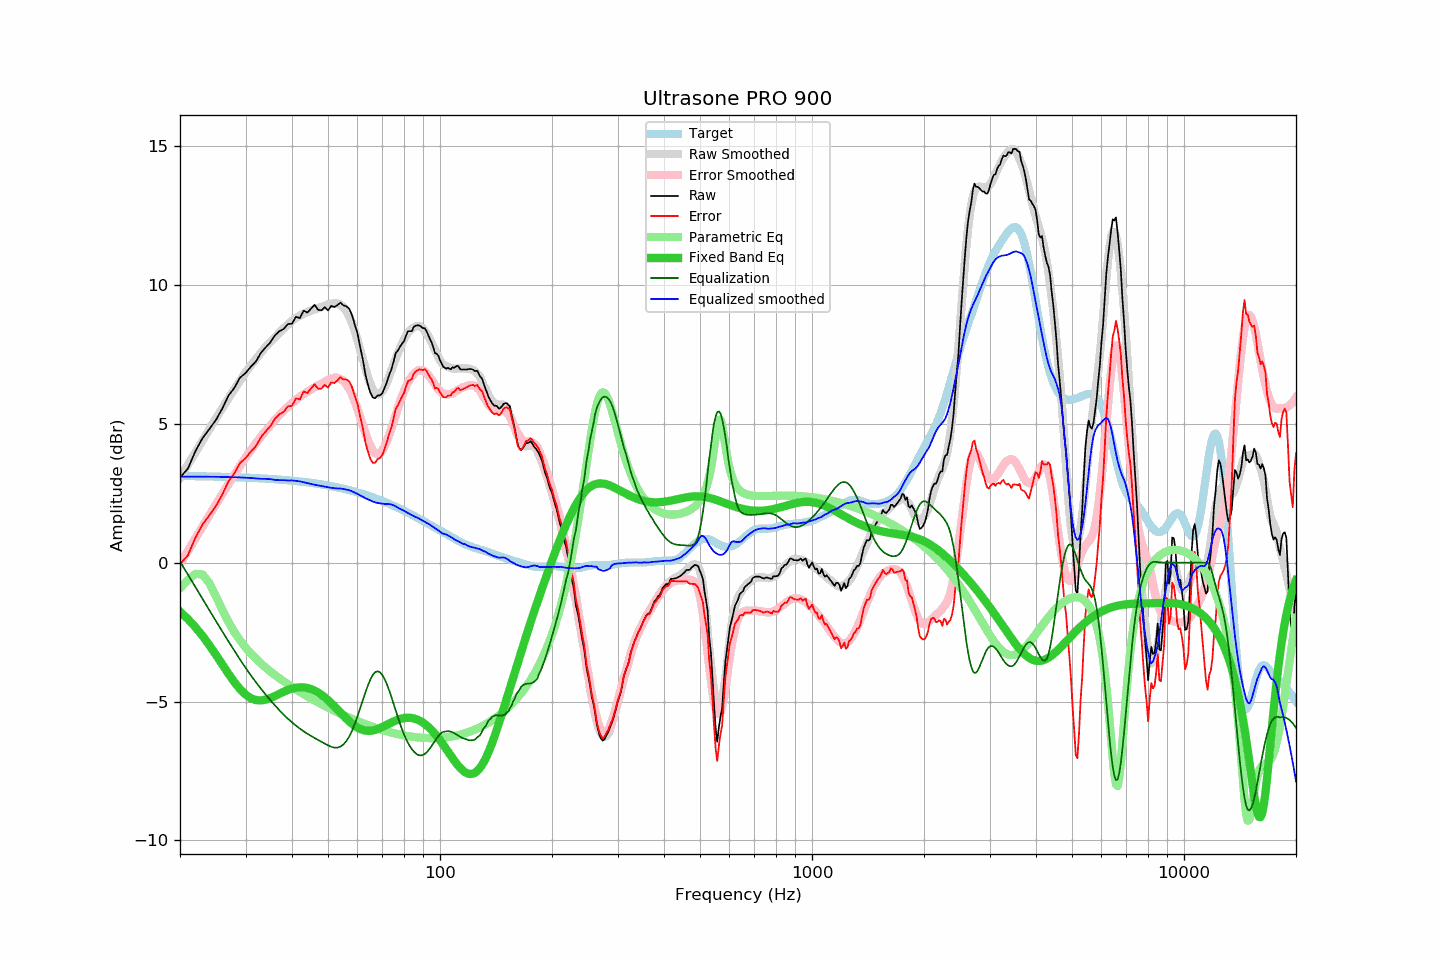 Ultrasone PRO 900
Target
Raw Smoothed
Error Smoothed
Raw
Error
Parametric Eq
Fixed Band Eq
Equalization
Equalized smoothed
15
10
5
0
−5
−10
Amplitude (dBr)
100
1000
10000
Frequency (Hz)